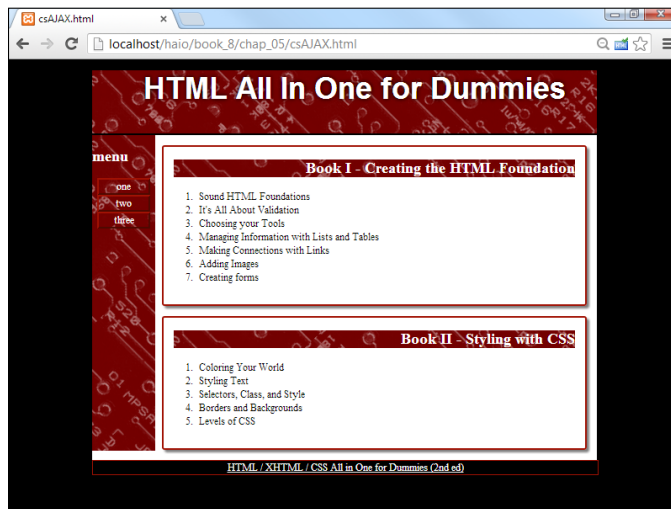 csAJAX.html
localhost/haio/book_8/chap_05/csAJAX.html
HTML All In One for Dummies
menu
one
two
three
Book I - Creating the HTML Foundation
1. Sound HTML Foundations
2. It's All About Validation
3. Choosing your Tools
4. Managing Information with Lists and Tables
5. Making Connections with Links
6. Adding Images
7. Creating forms
Book II - Styling with CSS
1. Coloring Your World
2. Styling Text
3. Selectors, Class, and Style
4. Borders and Backgrounds
5. Levels of CSS
HTML / XHTML / CSS All in One for Dummies (2nd ed)